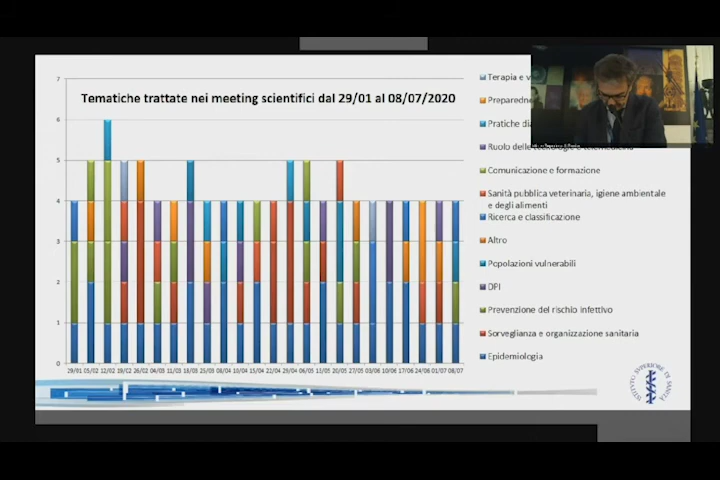 Tematiche trattate nei meeting scientifici dal 29/01 al 08/07/2020
7
6
5
4
3
2
1
0
29/01 05/02 12/02 19/02 26/02 04/03 11/03 18/03 25/03 08/04 10/04 15/04 22/04 29/04 06/05 13/05 20/05 27/05 03/06 10/06 17/06 24/06 01/07 08/07
Terapia e
Pratiche
Ruolo delle
Comunicazione e formazione
Sanità pubblica veterinaria, igiene ambientale
e degli alimenti
Ricerca e classificazione
Altro
Popolazioni vulnerabili
DPI
Prevenzione del rischio infettivo
Sorveglianza e organizzazione sanitaria
Epidemiologia
ISTITUTO SUPERIORE DI SANITÀ